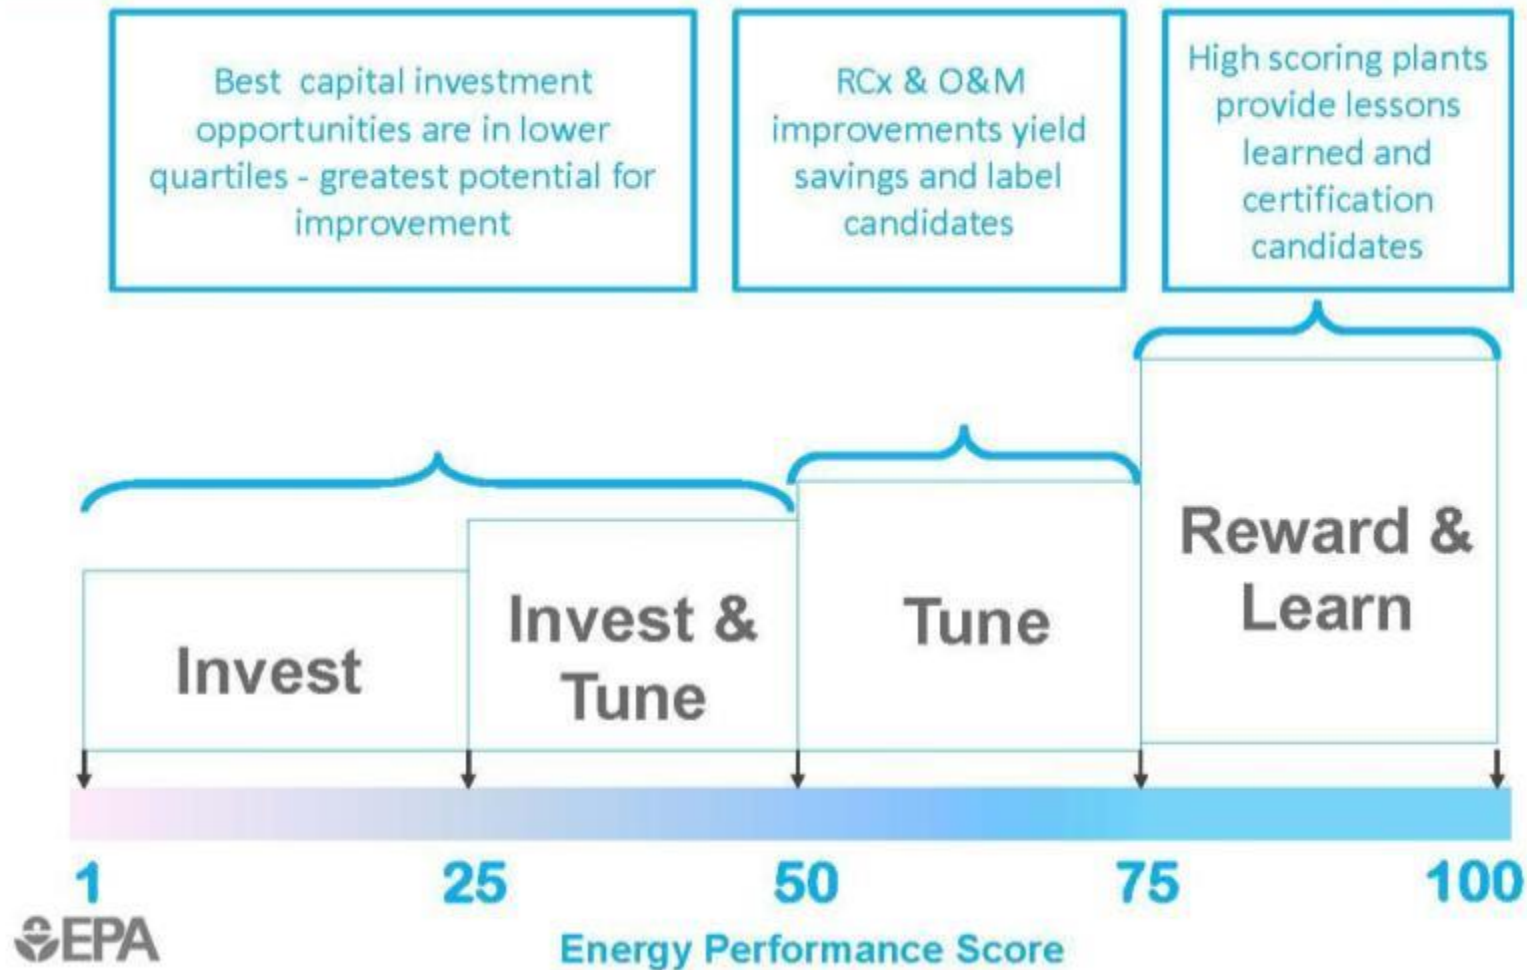 Best capital investment
opportunities are in lower
quartiles - greatest potential for
improvement
RCx & O&M
improvements yield
savings and label
candidates
High scoring plants
provide lessons
learned and
certification
candidates
Invest
Invest &
Tune
Tune
Reward &
Learn
1
25
50
75
100
EPA
Energy Performance Score